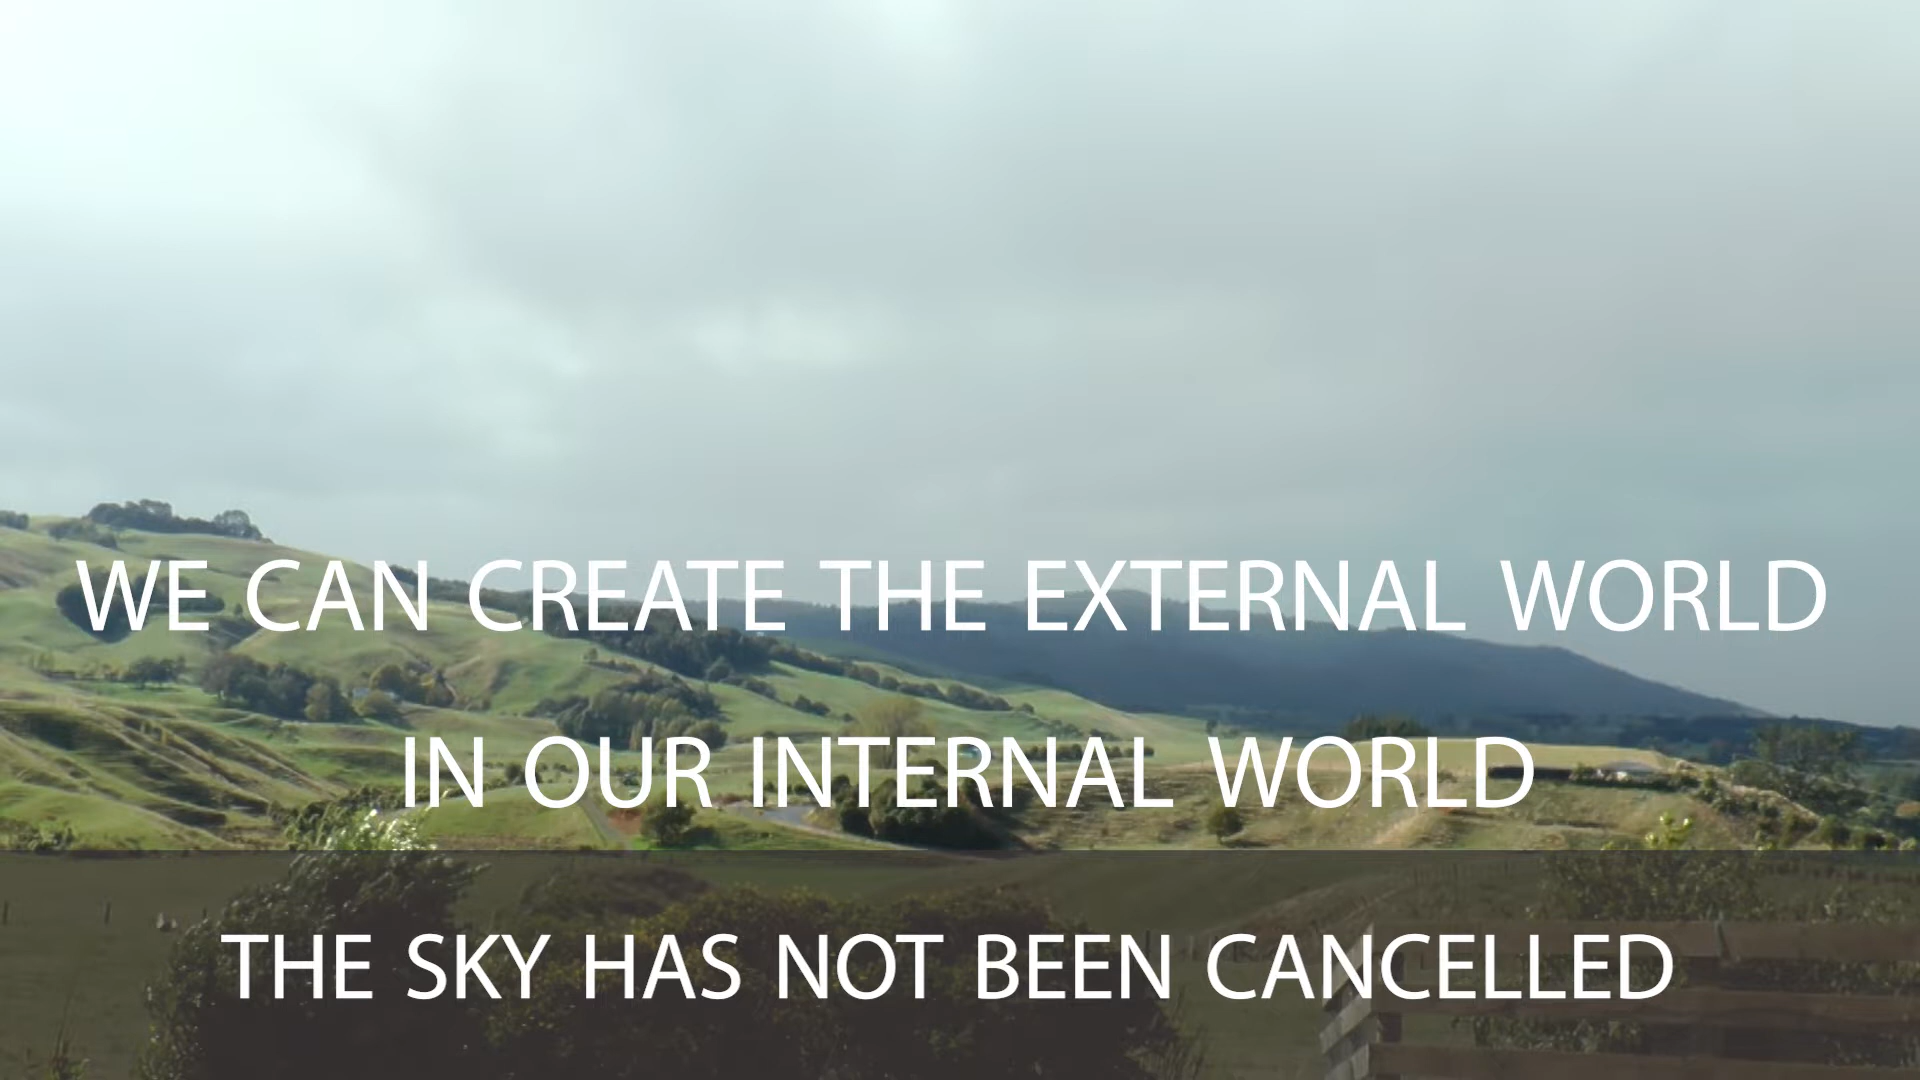 WE CAN CREATE THE EXTERNAL WORLD
IN OUR INTERNAL WORLD
THE SKY HAS NOT BEEN CANCELLED